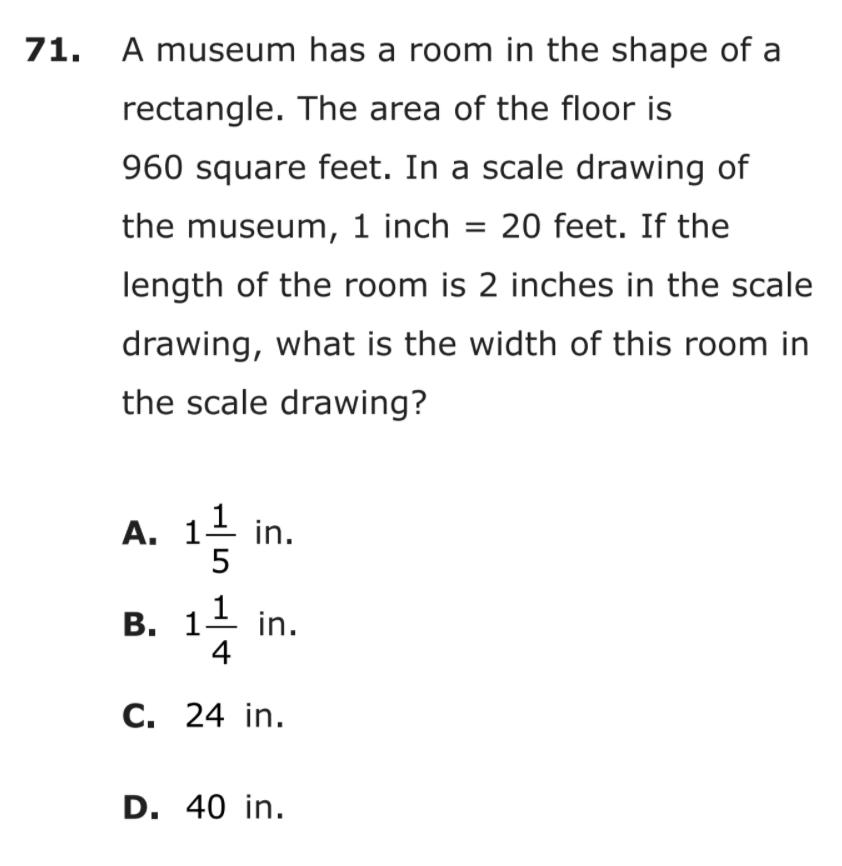 71. A museum has a room in the shape of a
rectangle. The area of the floor is
960 square feet. In a scale drawing of
the museum, 1 inch = 20 feet. If the
length of the room is 2 inches in the scale
drawing, what is the width of this room in
the scale drawing?
A. 1 1/5 in.
B. 1 1/4 in.
C. 24 in.
D. 40 in.